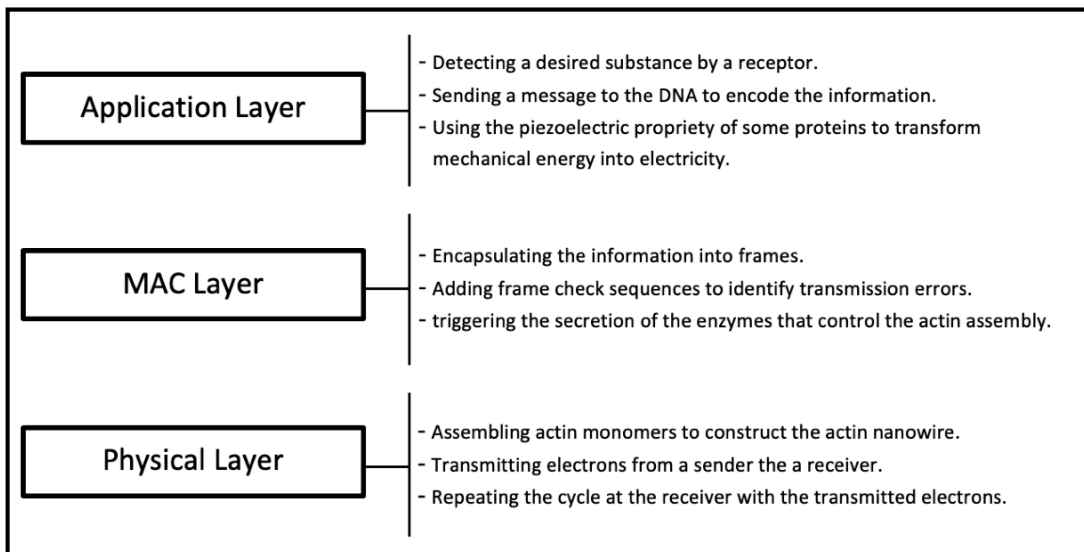 Application Layer
- Detecting a desired substance by a receptor.
- Sending a message to the DNA to encode the information.
- Using the piezoelectric propriety of some proteins to transform
mechanical energy into electricity.
MAC Layer
- Encapsulating the information into frames.
- Adding frame check sequences to identify transmission errors.
- triggering the secretion of the enzymes that control the actin assembly.
Physical Layer
- Assembling actin monomers to construct the actin nanowire.
- Transmitting electrons from a sender the a receiver.
- Repeating the cycle at the receiver with the transmitted electrons.